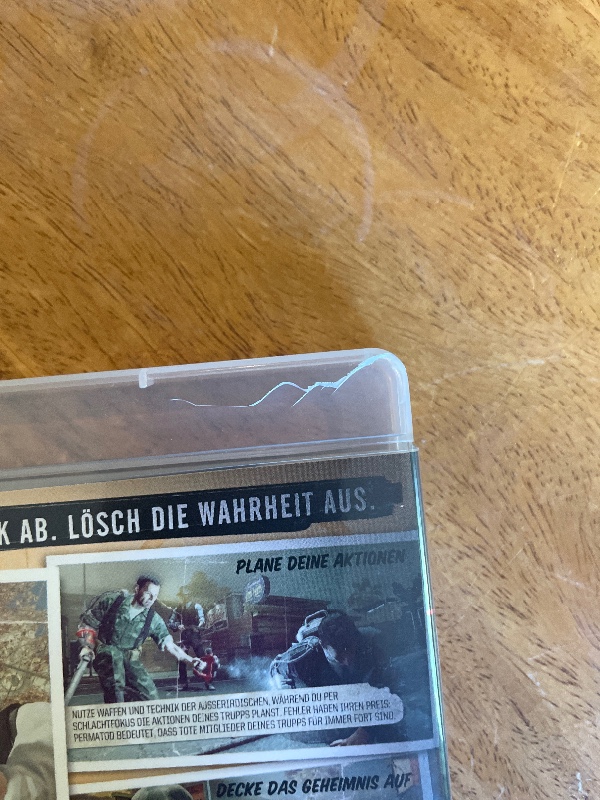 K AB. LÖSCH DIE WAHRHEIT AUS.
PLANE DEINE AKTIONEN
NUTZE WAFFEN UND TECHNIK DER AUSSERIRDISCHEN, WÄHREND DU PER
SCHLACHTFOKUS DIE AKTIONEN DEINES TRUPPS PLANST. FEHLER HABEN IHREN PREIS:
PERMATOD BEDEUTET, DASS TOTE MITGLIEDER DEINES TRUPPS FÜR IMMER FORT SIND.
DECKE DAS GEHEIMNIS AUF